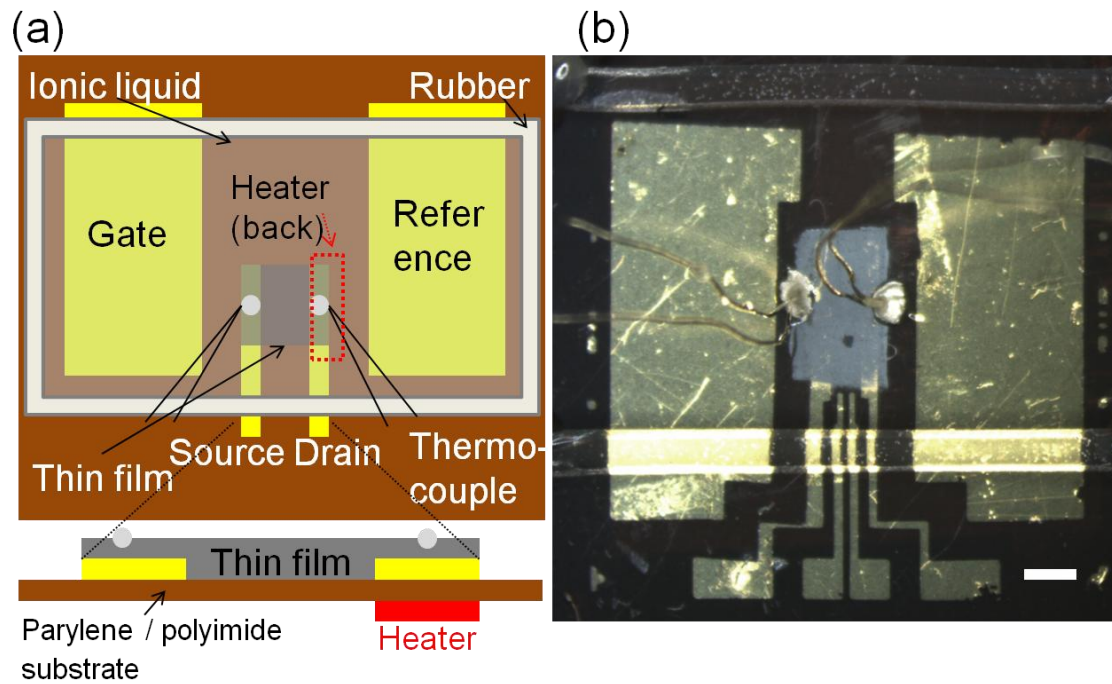 (a)
(b)
Ionic liquid
Rubber
Heater
(back)
Gate
Refer
ence
Source Drain
Thermo-
couple
Thin film
Thin film
Parylene / polyimide
substrate
Heater